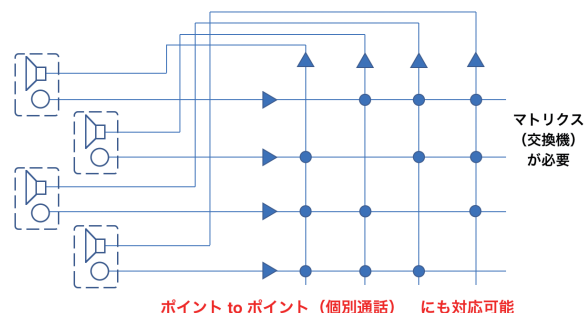 マトリクス
（交換機）
が必要
ポイント to ポイント（個別通話）　にも対応可能